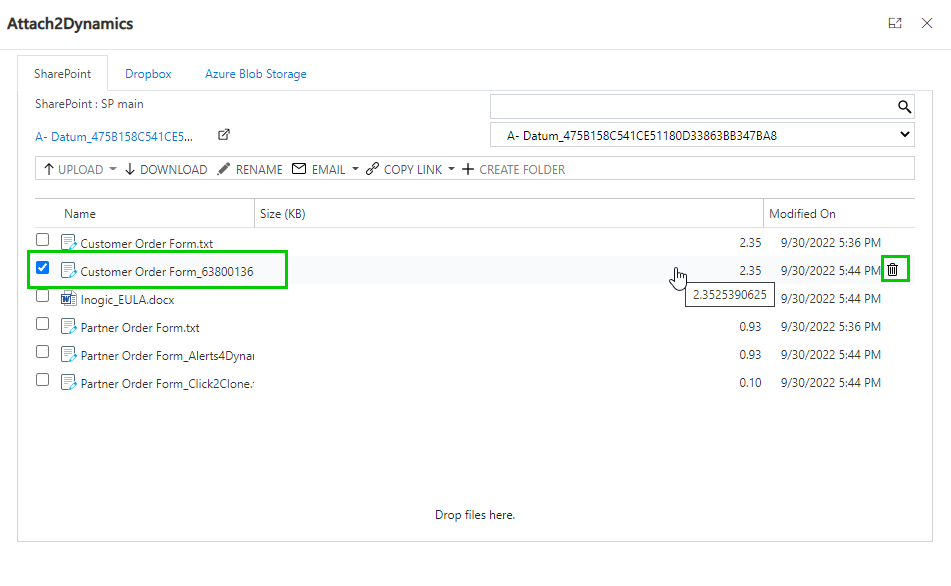 Attach2Dynamics
SharePoint Dropbox Azure Blob Storage
SharePoint : SP main
A- Datum_475B158C541CE5... A- Datum_475B158C541CE51180D33863BB347BA8
UPLOAD DOWNLOAD RENAME EMAIL COPY LINK CREATE FOLDER
Name Size (KB) Modified On
Customer Order Form.txt 2.35 9/30/2022 5:36 PM
Customer Order Form_63800136 2.35 9/30/2022 5:44 PM
2.3525390625
Inogic_EULA.docx 9/30/2022 5:44 PM
Partner Order Form.txt 0.93 9/30/2022 5:36 PM
Partner Order Form_Alerts4Dynar 0.93 9/30/2022 5:44 PM
Partner Order Form_Click2Clone. 0.10 9/30/2022 5:44 PM
Drop files here.